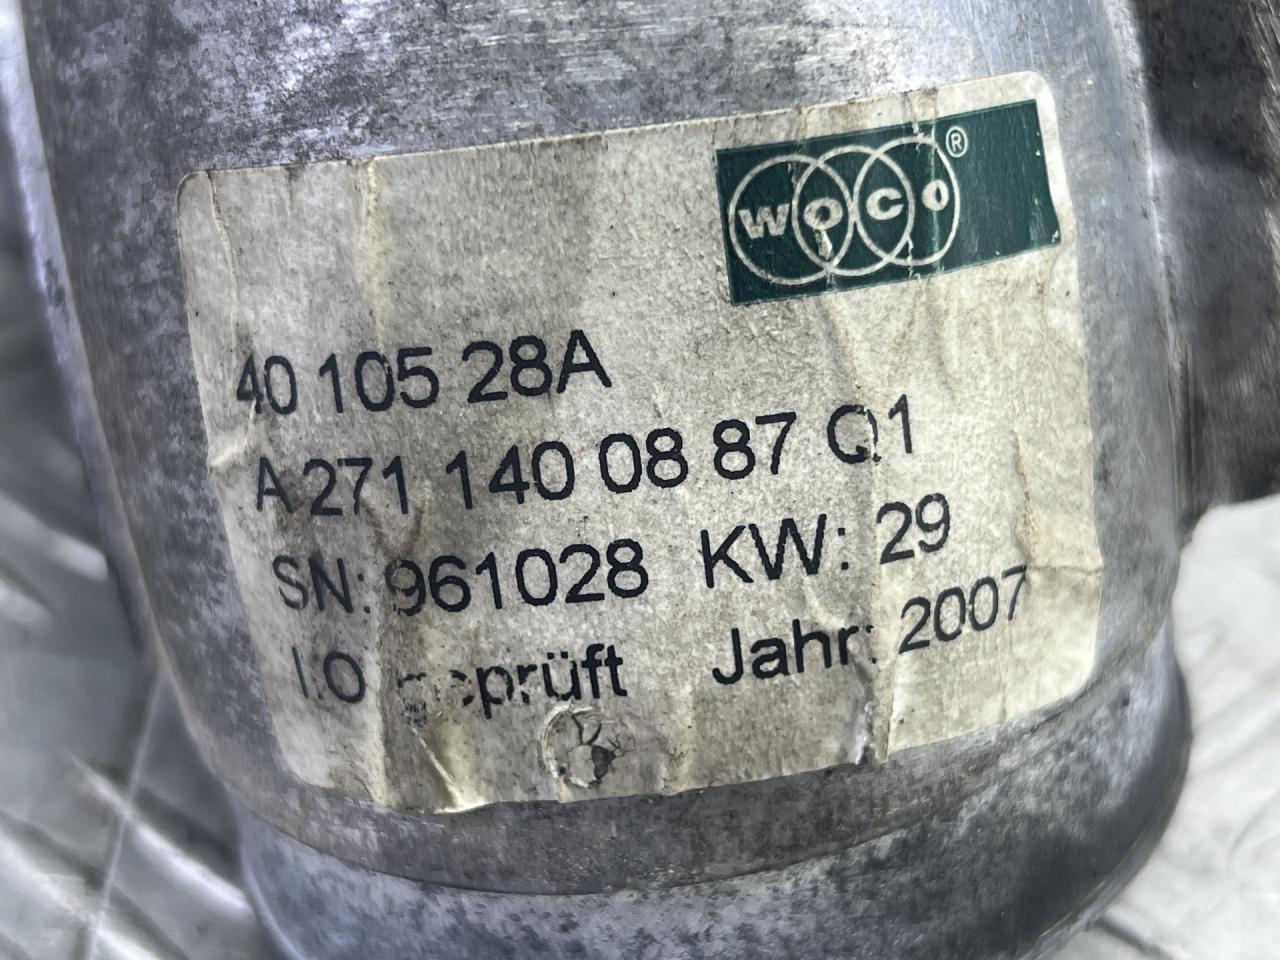 WOCO ®
40 105 28A
A 271 140 08 87 Q1
SN: 961028 KW: 29
I.O geprüft Jahr: 2007